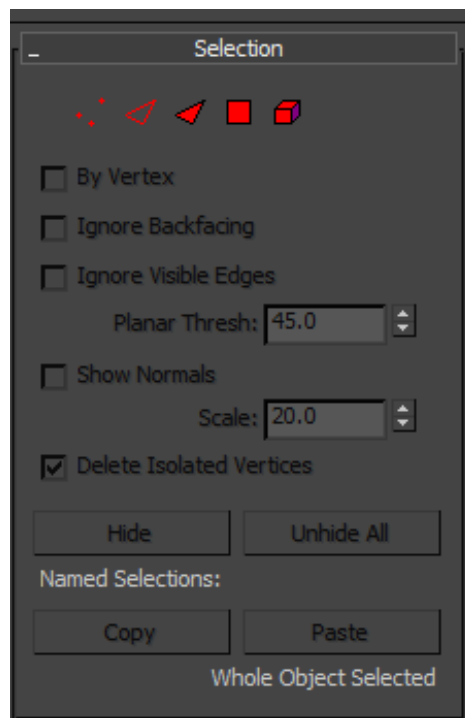 Selection
By Vertex
Ignore Backfacing
Ignore Visible Edges
Planar Thresh: 45.0
Show Normals
Scale: 20.0
Delete Isolated Vertices
Hide Unhide All
Named Selections:
Copy Paste
Whole Object Selected